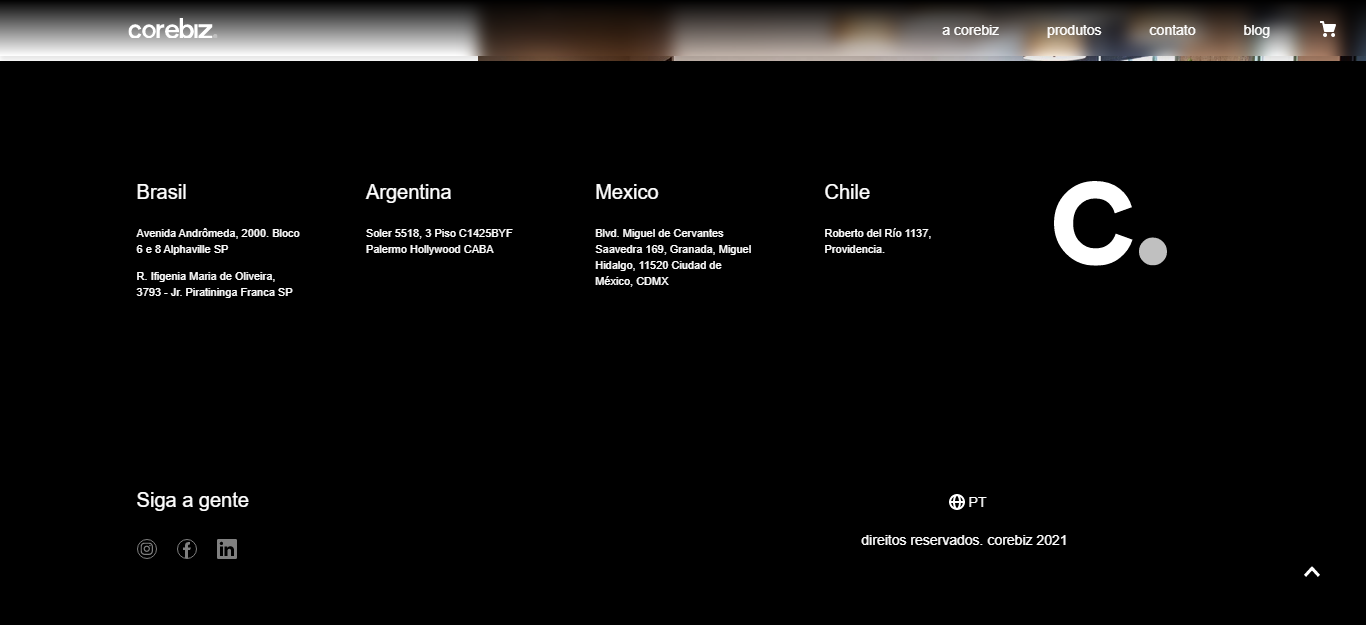 corebiz
a corebiz
produtos
contato
blog
Brasil
Avenida Andrômeda, 2000. Bloco
6 e 8 Alphaville SP
R. Ifigenia Maria de Oliveira,
3793 - Jr. Piratininga Franca SP
Argentina
Soler 5518, 3 Piso C1425BYF
Palermo Hollywood CABA
Mexico
Blvd. Miguel de Cervantes
Saavedra 169, Granada, Miguel
Hidalgo, 11520 Ciudad de
México, CDMX
Chile
Roberto del Río 1137,
Providencia.
C.
Siga a gente
PT
direitos reservados. corebiz 2021